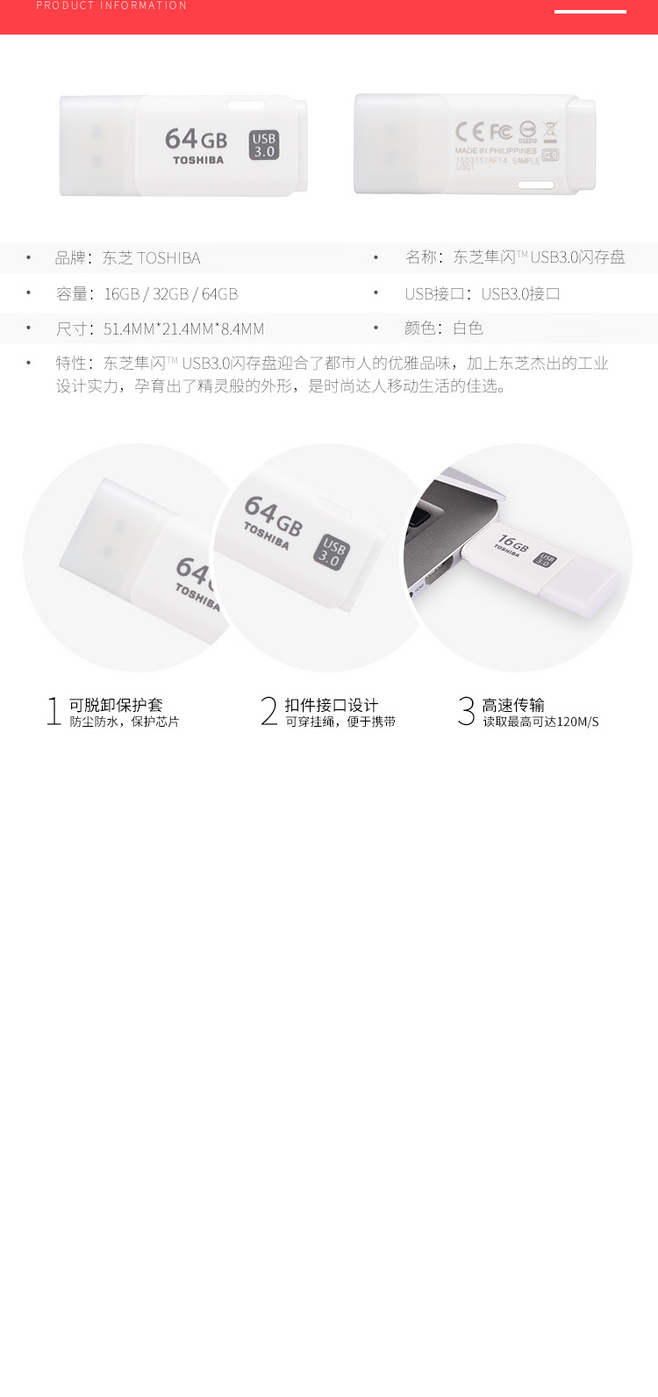 PRODUCT INFORMATION
64GB
TOSHIBA
USB
3.0
MADE IN PHILIPPINES
1503151AF14 SAMPLE
U301
• 品牌：东芝 TOSHIBA
• 名称：东芝隼闪™USB3.0闪存盘
• 容量：16GB / 32GB / 64GB
• USB接口：USB3.0接口
• 尺寸：51.4MM*21.4MM*8.4MM
• 颜色：白色
• 特性：东芝隼闪™ USB3.0闪存盘迎合了都市人的优雅品味，加上东芝杰出的工业
设计实力，孕育出了精灵般的外形，是时尚达人移动生活的佳选。
64G
TOSHIBA
64GB
TOSHIBA
USB
3.0
16GB
TOSHIBA
USB
3.0
1 可脱卸保护套
防尘防水，保护芯片
2 扣件接口设计
可穿挂绳，便于携带
3 高速传输
读取最高可达120M/S